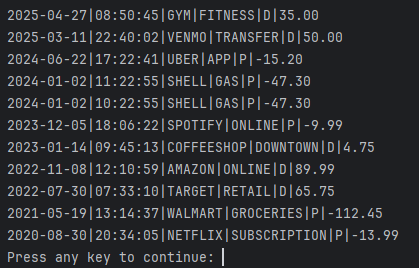 2025-04-27|08:50:45|GYM|FITNESS|D|35.00
2025-03-11|22:40:02|VENMO|TRANSFER|D|50.00
2024-06-22|17:22:41|UBER|APP|P|-15.20
2024-01-02|11:22:55|SHELL|GAS|P|-47.30
2024-01-02|10:22:55|SHELL|GAS|P|-47.30
2023-12-05|18:06:22|SPOTIFY|ONLINE|P|-9.99
2023-01-14|09:45:13|COFFEESHOP|DOWNTOWN|D|4.75
2022-11-08|12:10:59|AMAZON|ONLINE|D|89.99
2022-07-30|07:33:10|TARGET|RETAIL|D|65.75
2021-05-19|13:14:37|WALMART|GROCERIES|P|-112.45
2020-08-30|20:34:05|NETFLIX|SUBSCRIPTION|P|-13.99
Press any key to continue: